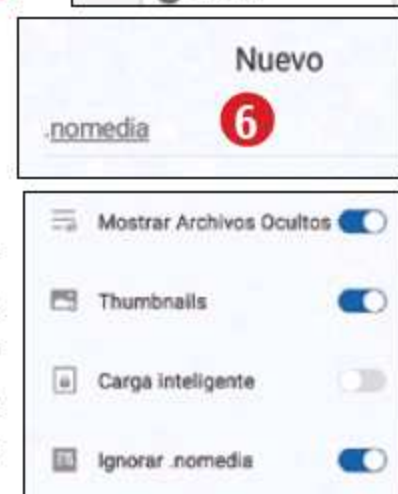 Nuevo
.nomedia
6
Mostrar Archivos Ocultos
Thumbnails
Carga inteligente
Ignorar .nomedia